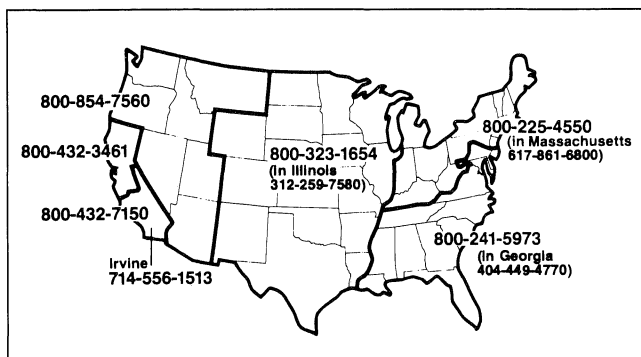 800-854-7560
800-432-3461
800-432-7150
Irvine
714-556-1513
800-323-1654
(In Illinois
312-259-7580)
800-225-4550
(in Massachusetts
617-861-6800)
800-241-5973
(In Georgia
404-449-4770)